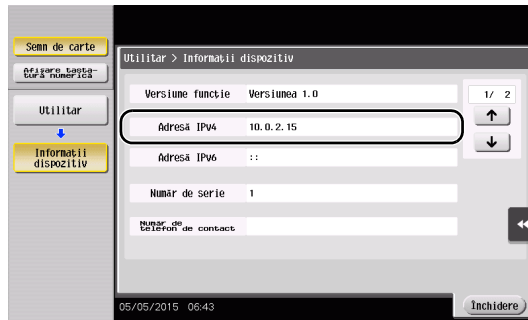 Semn de carte
Afișare tasta-
tură numerică
Utilitar
Informații
dispozitiv
Utilitar > Informații dispozitiv
Versiune funcție Versiunea 1.0
1/ 2
Adresă IPv4 10.0.2.15
Adresă IPv6 ::
Număr de serie 1
Număr de
telefon de contact
05/05/2015 06:43
Închidere